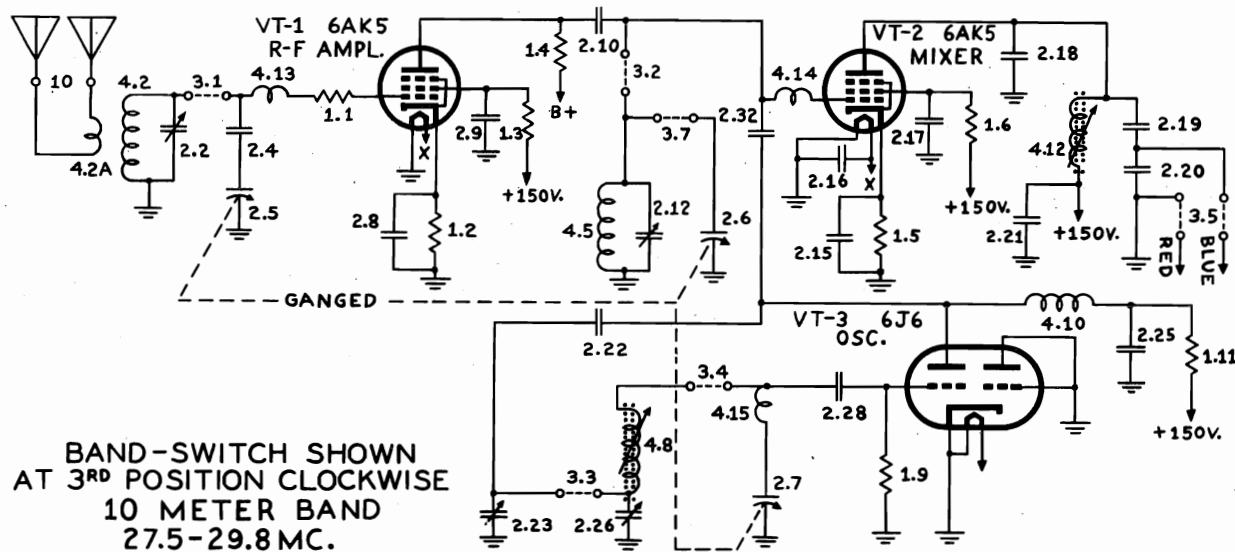 VT-1 6AK5
R-F AMPL.
VT-2 6AK5
MIXER
10
4.2
3.1
4.13
1.1
2.2
2.4
4.2A
2.5
2.8
1.2
X
2.9
1.3
+150V.
1.4
B+
2.10
3.2
3.7
2.32
4.5
2.12
2.6
4.14
2.16
X
2.17
1.6
+150V.
2.15
1.5
2.18
4.12
2.19
2.20
2.21
+150V.
3.5
RED
BLUE
GANGED
VT-3 6J6
OSC.
4.10
2.25
1.11
+150V.
2.22
3.4
4.15
2.28
4.8
3.3
2.23
2.26
2.7
1.9
BAND-SWITCH SHOWN
AT 3RD POSITION CLOCKWISE
10 METER BAND
27.5-29.8 MC.